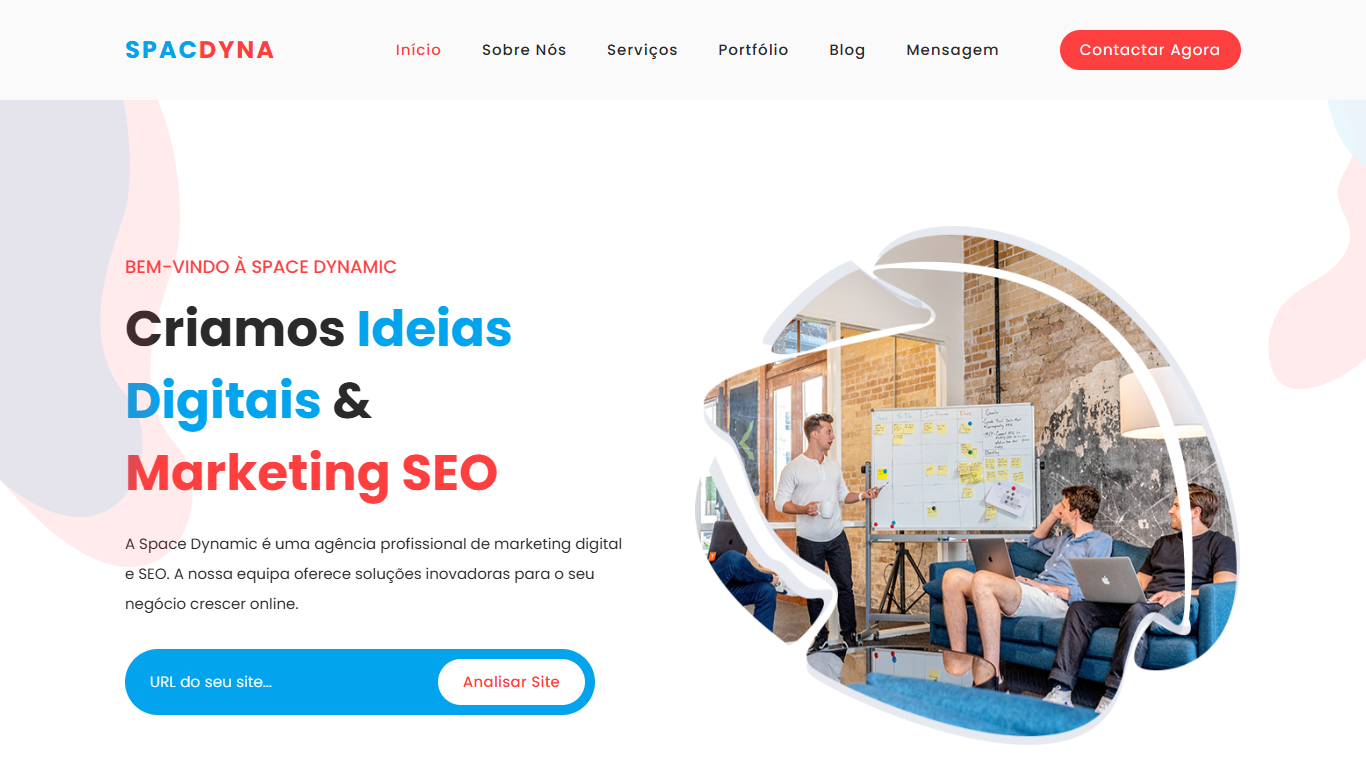 SPACDYNA
Início
Sobre Nós
Serviços
Portfólio
Blog
Mensagem
Contactar Agora
BEM-VINDO À SPACE DYNAMIC
Criamos Ideias
Digitais &
Marketing SEO
A Space Dynamic é uma agência profissional de marketing digital
e SEO. A nossa equipa oferece soluções inovadoras para o seu
negócio crescer online.
URL do seu site...
Analisar Site